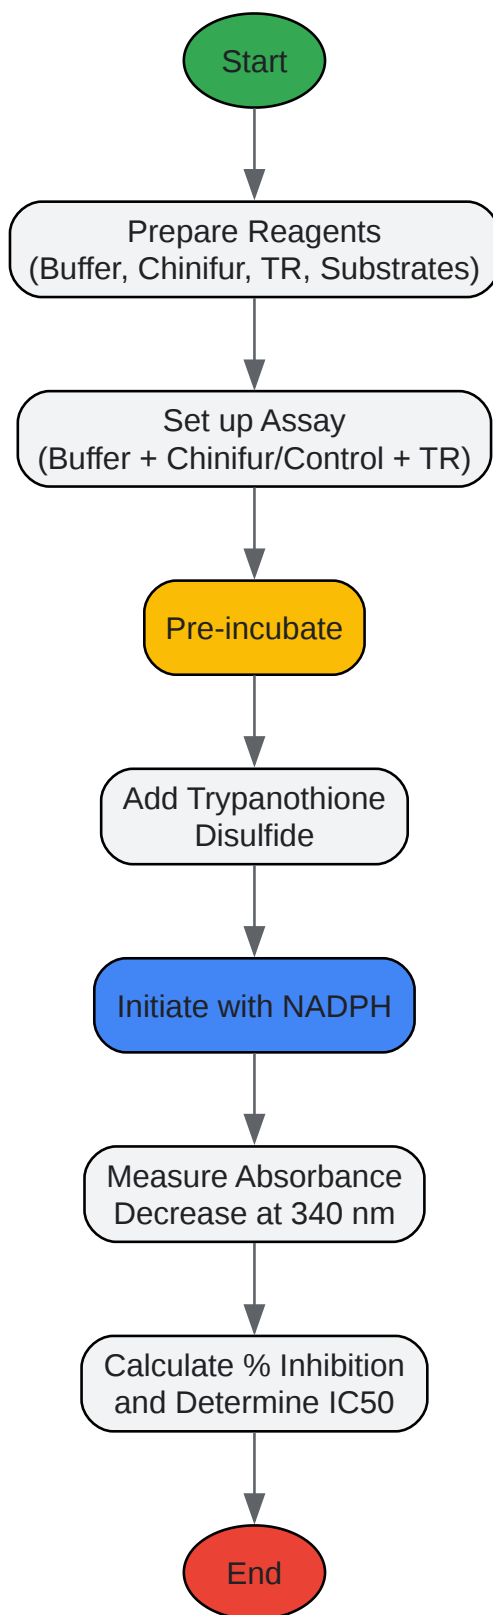 Start
Prepare Reagents
(Buffer, Chinifur, TR, Substrates)
Set up Assay
(Buffer + Chinifur/Control + TR)
Pre-incubate
Add Trypanothione
Disulfide
Initiate with NADPH
Measure Absorbance
Decrease at 340 nm
Calculate % Inhibition
and Determine IC50
End